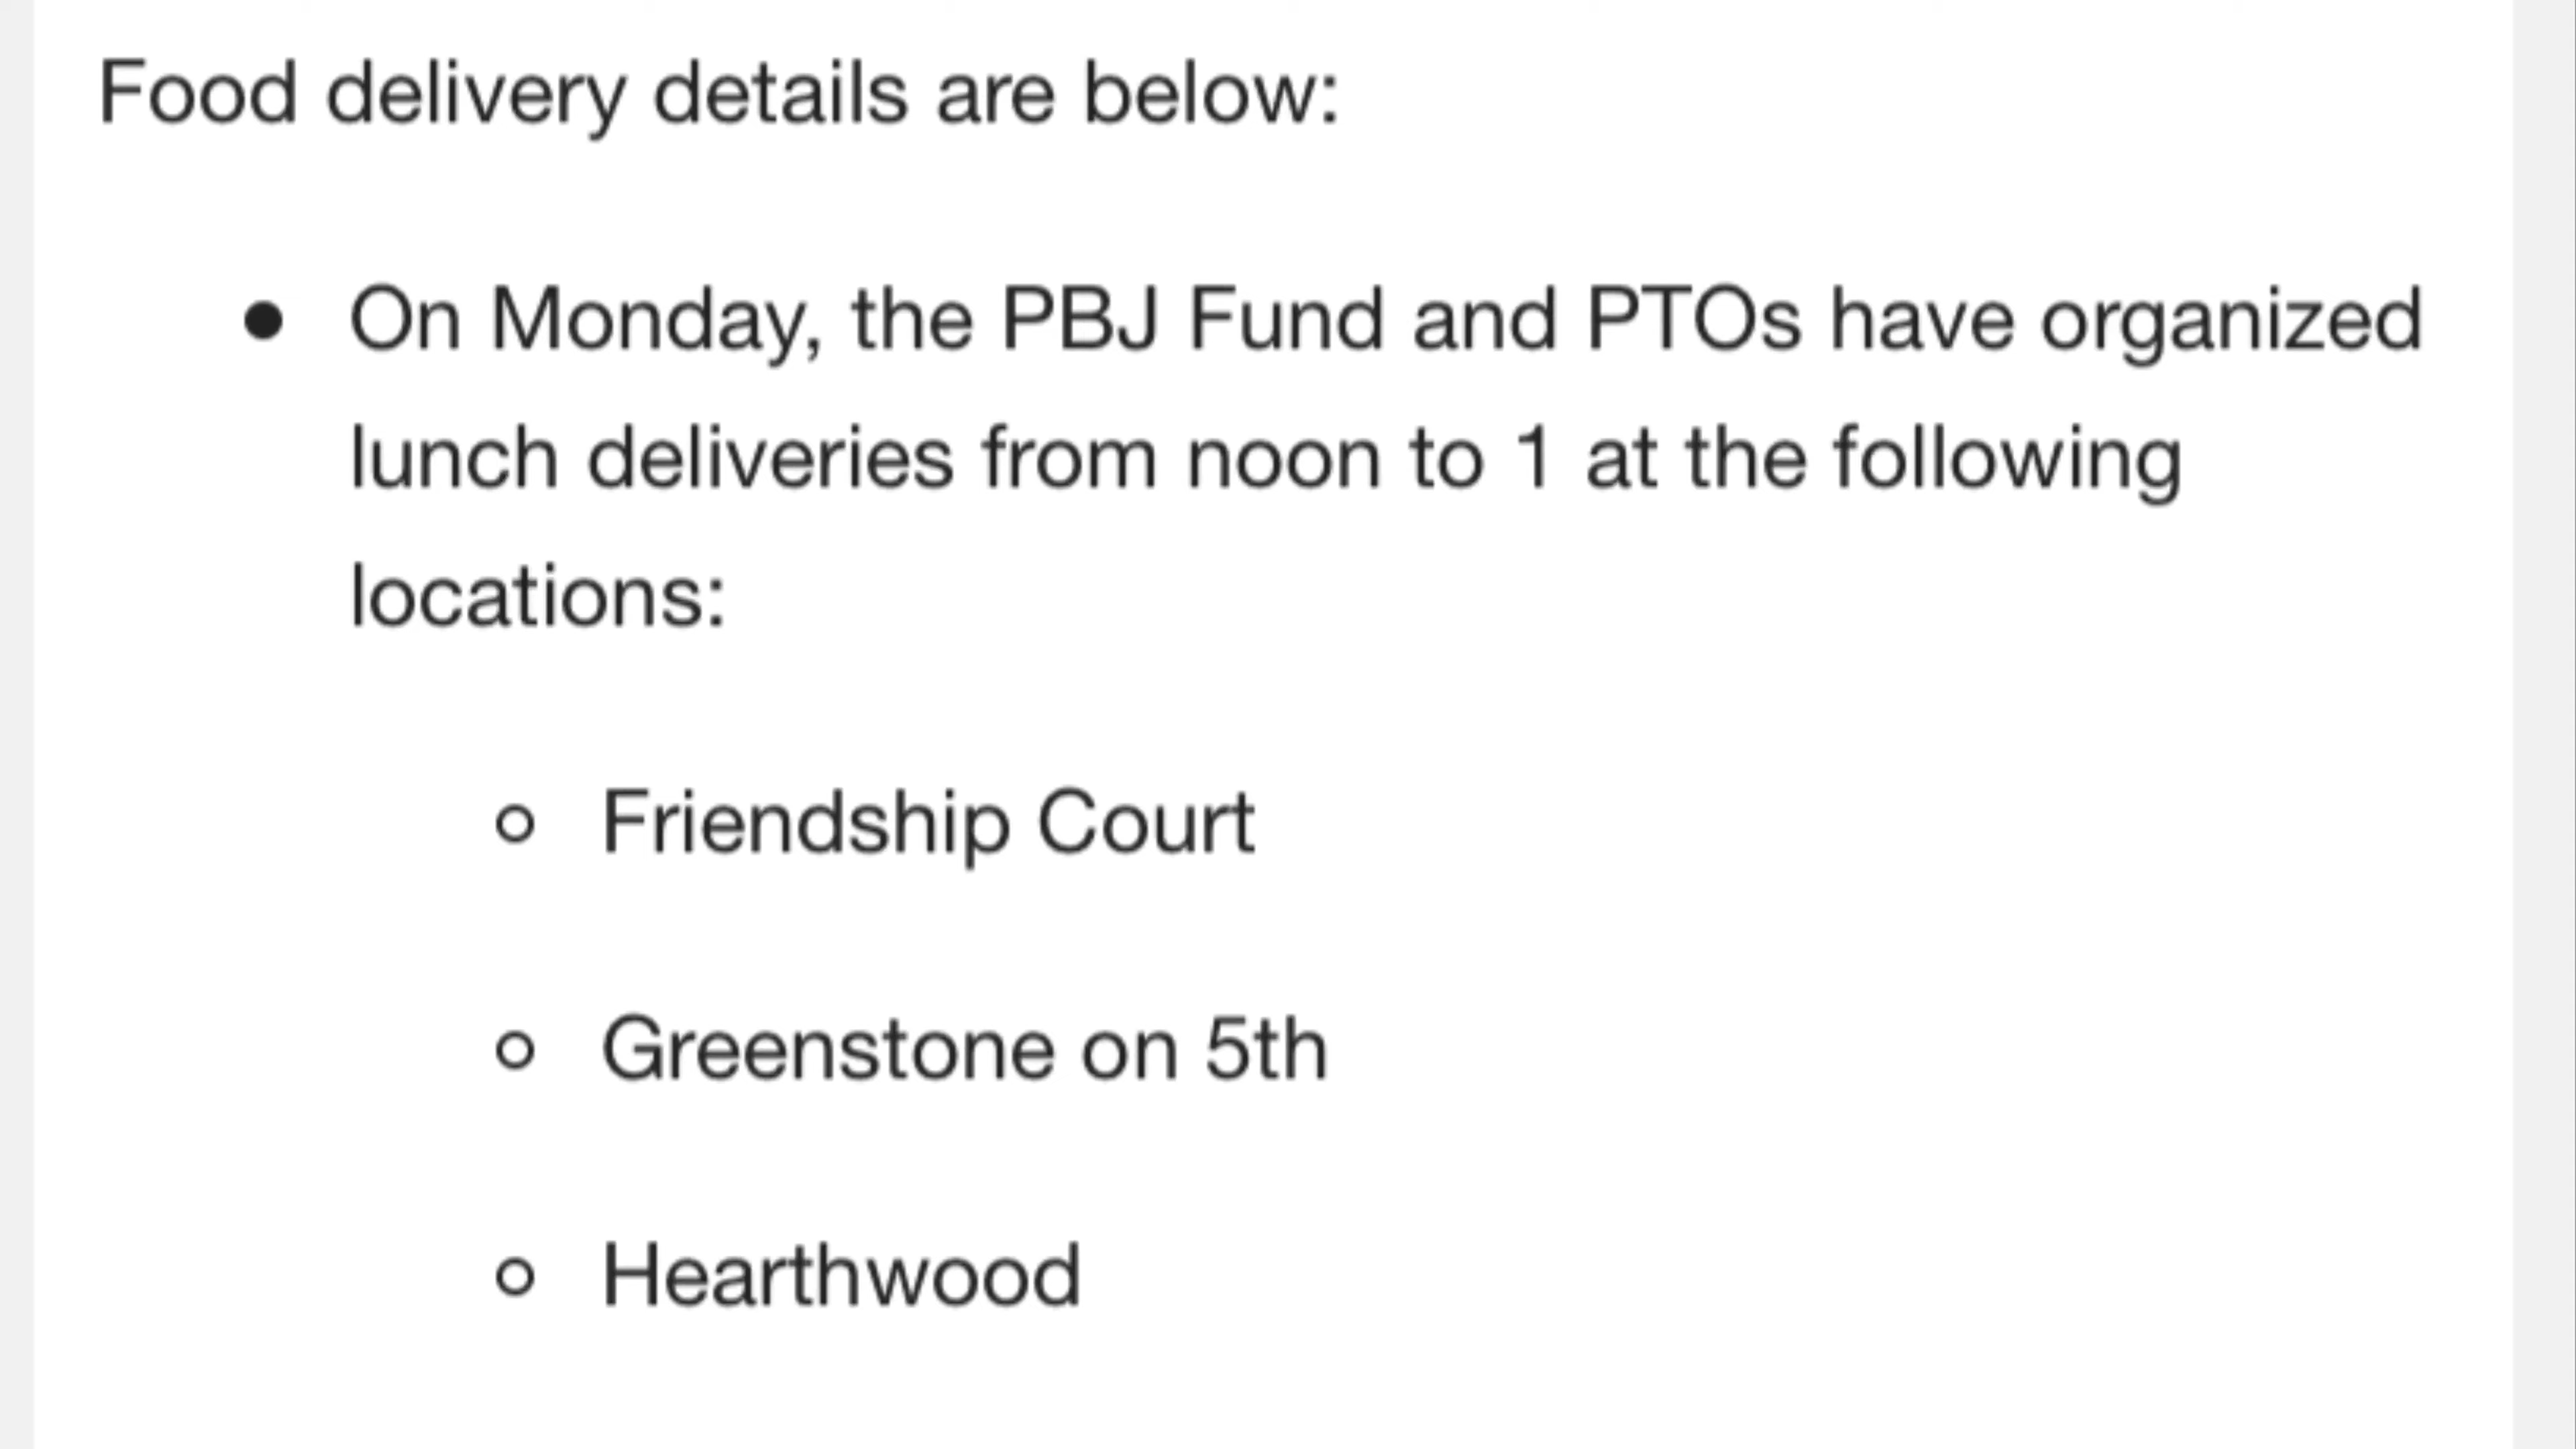 Food delivery details are below:
● On Monday, the PBJ Fund and PTOs have organized
lunch deliveries from noon to 1 at the following
locations:
○ Friendship Court
○ Greenstone on 5th
○ Hearthwood